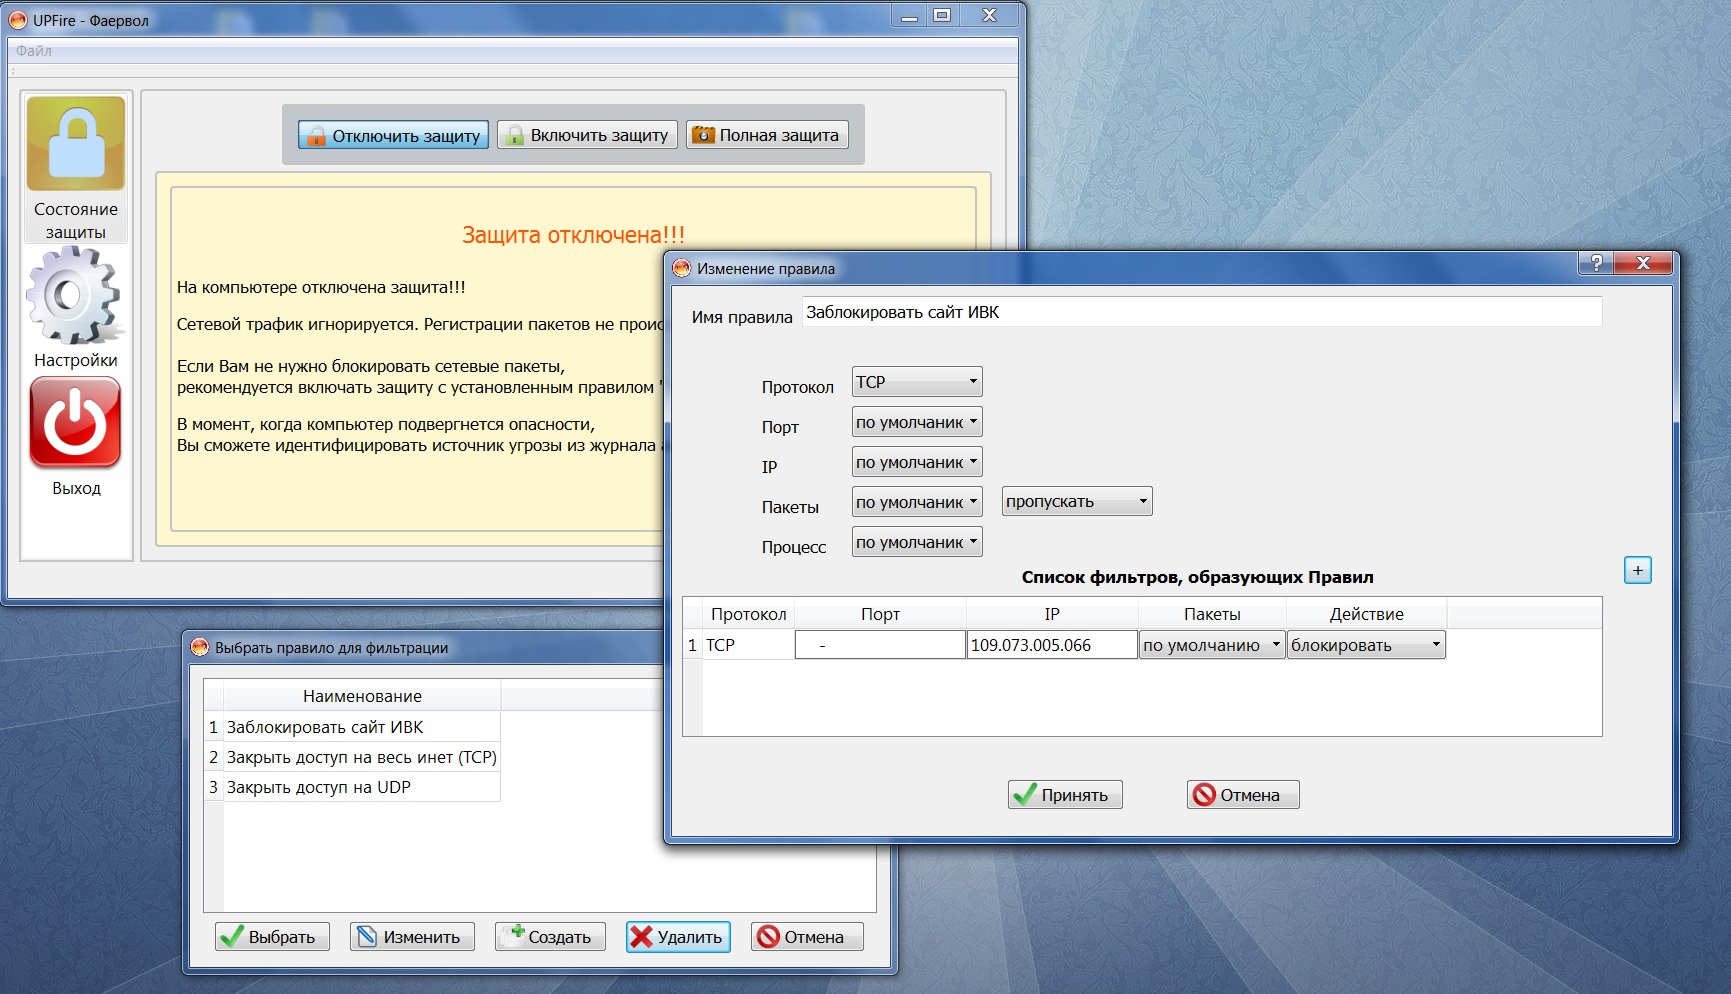 UPFire - Фаервол
Файл
Отключить защиту
Включить защиту
Полная защита
Состояние
защиты
Настройки
Выход
Защита отключена!!!
На компьютере отключена защита!!!
Сетевой трафик игнорируется. Регистрации пакетов не
Если Вам не нужно блокировать сетевые пакеты,
рекомендуется включать защиту с установленным правилом "
В момент, когда компьютер подвергнется опасности,
Вы сможете идентифицировать источник угрозы из журнала
Изменение правила
Имя правила Заблокировать сайт ИВК
Протокол TCP
Порт по умолчаник
IP по умолчаник
Пакеты по умолчаник пропускать
Процесс по умолчаник
Список фильтров, образующих Правил
+
Протокол Порт IP Пакеты Действие
1 TCP - 109.073.005.066 по умолчанию блокировать
Принять
Отмена
Выбрать правило для фильтрации
Наименование
1 Заблокировать сайт ИВК
2 Закрыть доступ на весь инет (TCP)
3 Закрыть доступ на UDP
Выбрать
Изменить
Создать
Удалить
Отмена